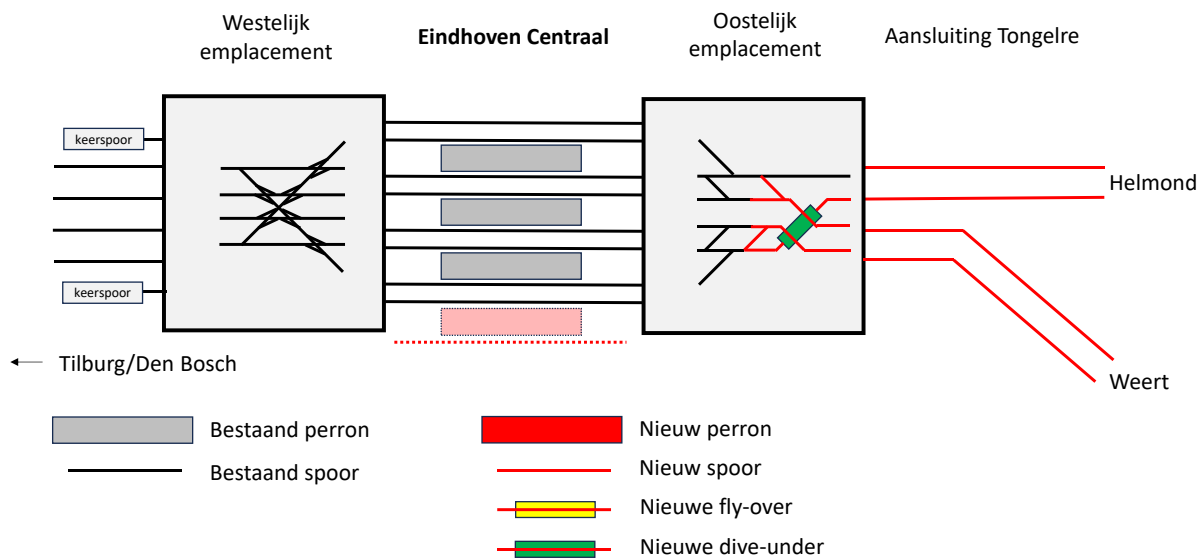 Westelijk
emplacement
Eindhoven Centraal
Oostelijk
emplacement
Aansluiting Tongelre
keerspoor
Helmond
keerspoor
Tilburg/Den Bosch
Weert
Bestaand perron
Nieuw perron
Bestaand spoor
Nieuw spoor
Nieuwe fly-over
Nieuwe dive-under